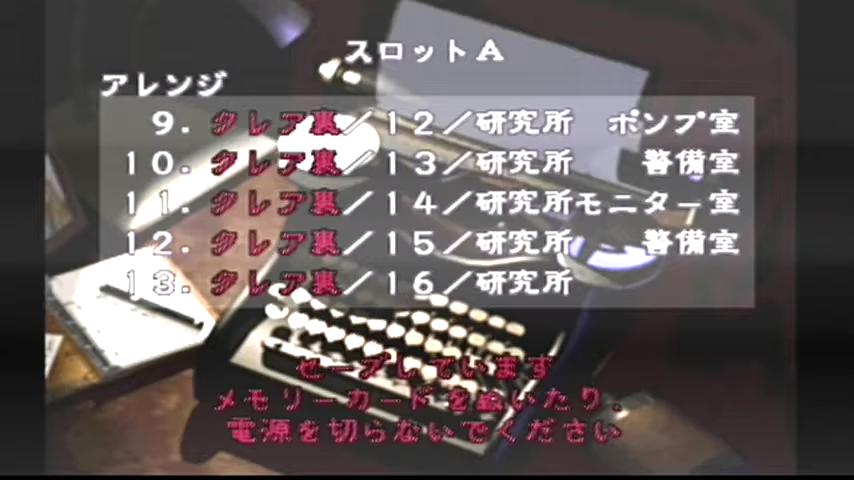 スロットA
アレンジ
9. クレア裏／12／研究所 ポンプ室
10. クレア裏／13／研究所 警備室
11. クレア裏／14／研究所モニター室
12. クレア裏／15／研究所 警備室
13. クレア裏／16／研究所
セーブしています
メモリーカードをぬいたり、
電源を切らないでください